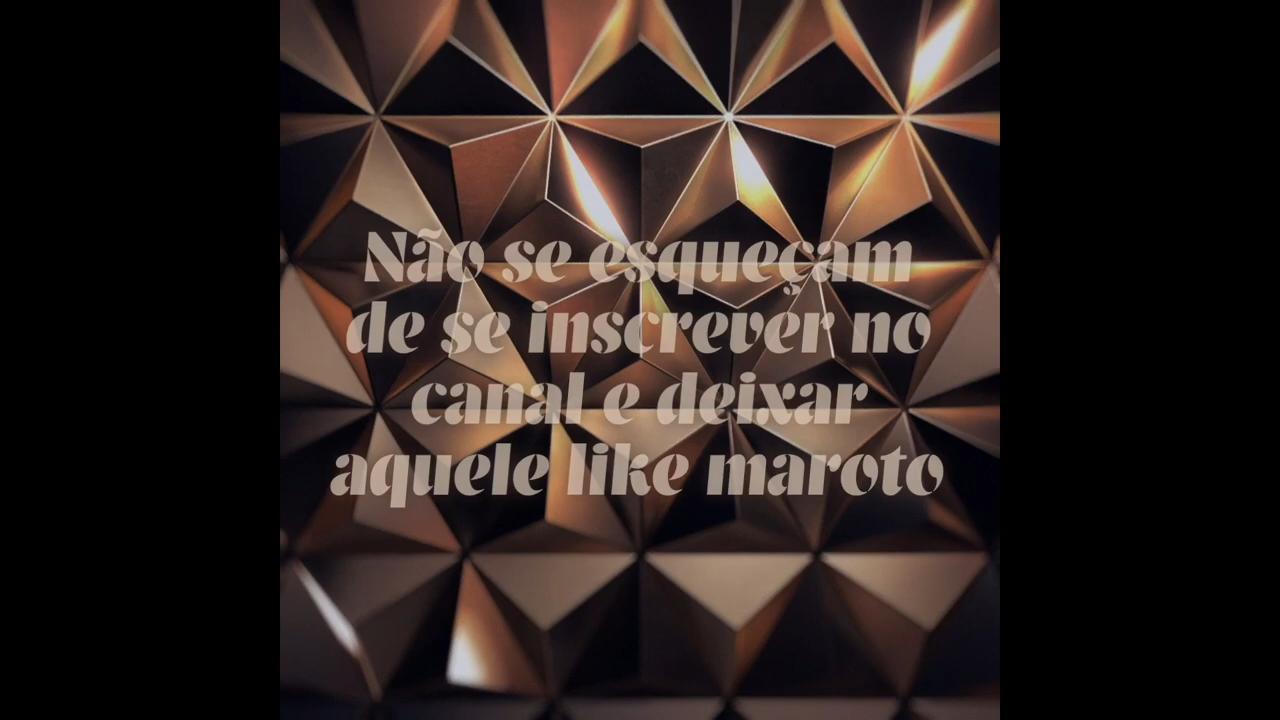 Não se esqueçam
de se inscrever no
canal e deixar
aquele like maroto